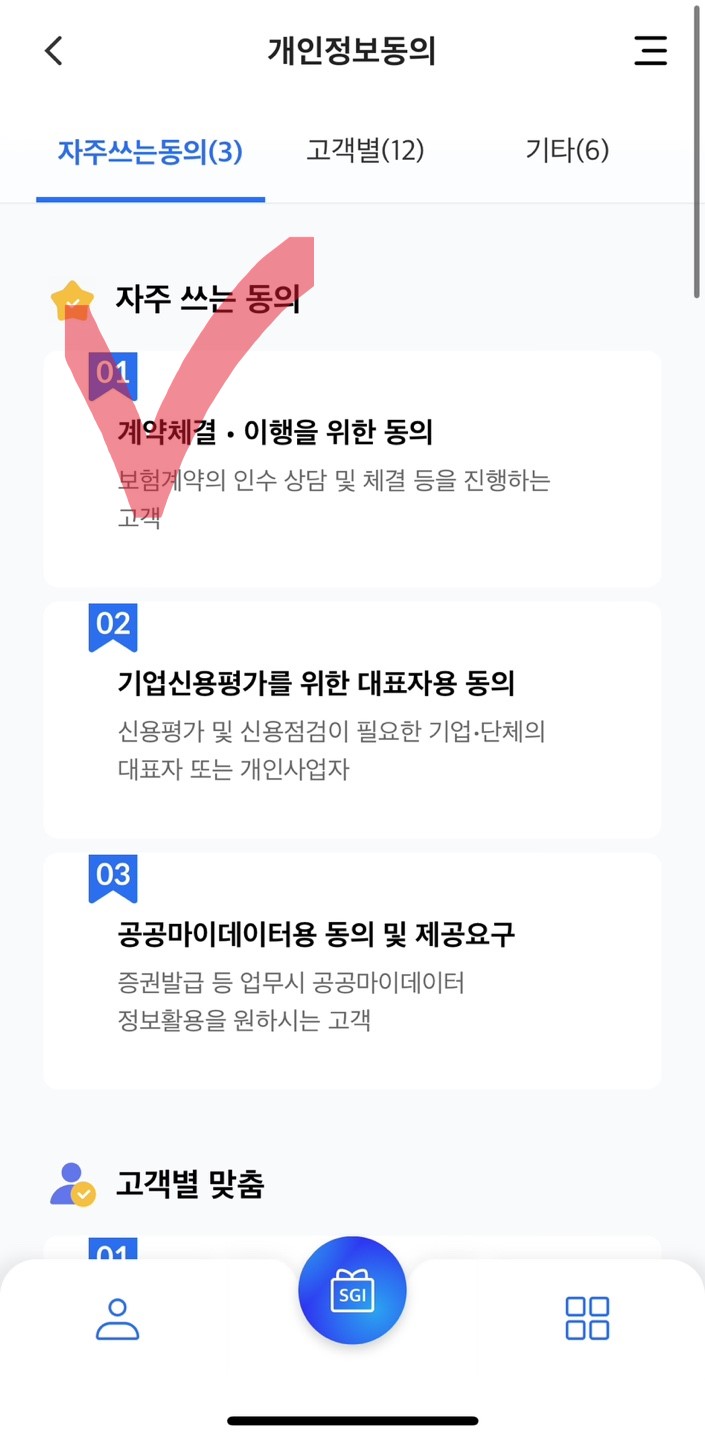 개인정보동의
자주쓰는동의(3)
고객별(12)
기타(6)
자주 쓰는 동의
01
계약체결 • 이행을 위한 동의
보험계약의 인수 상담 및 체결 등을 진행하는
고객
02
기업신용평가를 위한 대표자용 동의
신용평가 및 신용점검이 필요한 기업•단체의
대표자 또는 개인사업자
03
공공마이데이터용 동의 및 제공요구
증권발급 등 업무시 공공마이데이터
정보활용을 원하시는 고객
고객별 맞춤
01
SGI